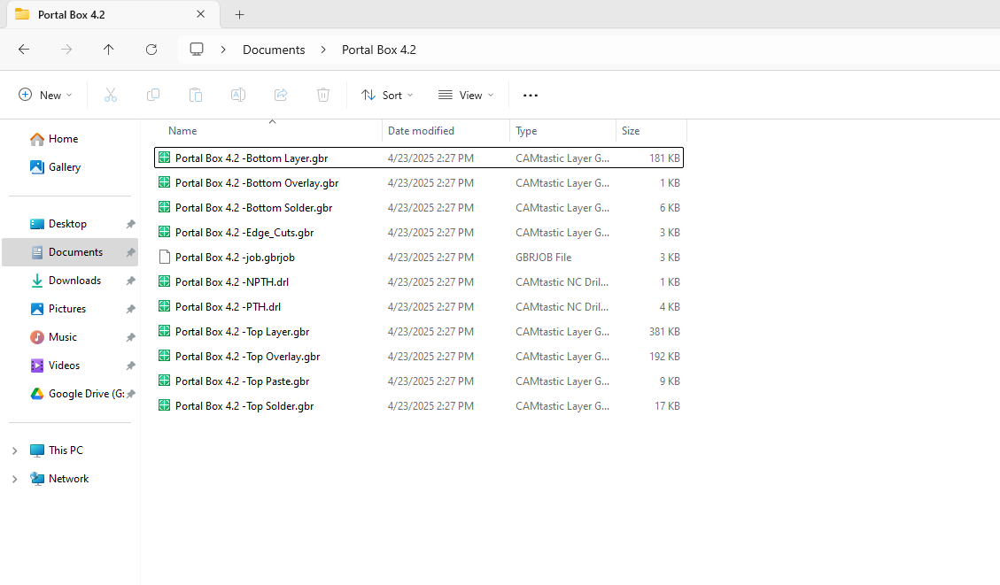 Portal Box 4.2
Documents > Portal Box 4.2
New
Sort
View
Name Date modified Type Size
Home
Gallery
Desktop
Documents
Downloads
Pictures
Music
Videos
Google Drive (G:
This PC
Network
Portal Box 4.2 -Bottom Layer.gbr 4/23/2025 2:27 PM CAMtastic Layer G... 181 KB
Portal Box 4.2 -Bottom Overlay.gbr 4/23/2025 2:27 PM CAMtastic Layer G... 1 KB
Portal Box 4.2 -Bottom Solder.gbr 4/23/2025 2:27 PM CAMtastic Layer G... 6 KB
Portal Box 4.2 -Edge_Cuts.gbr 4/23/2025 2:27 PM CAMtastic Layer G... 3 KB
Portal Box 4.2 -job.gbrjob 4/23/2025 2:27 PM GBRJOB File 3 KB
Portal Box 4.2 -NPTH.drl 4/23/2025 2:27 PM CAMtastic NC Dril... 1 KB
Portal Box 4.2 -PTH.drl 4/23/2025 2:27 PM CAMtastic NC Dril... 4 KB
Portal Box 4.2 -Top Layer.gbr 4/23/2025 2:27 PM CAMtastic Layer G... 381 KB
Portal Box 4.2 -Top Overlay.gbr 4/23/2025 2:27 PM CAMtastic Layer G... 192 KB
Portal Box 4.2 -Top Paste.gbr 4/23/2025 2:27 PM CAMtastic Layer G... 9 KB
Portal Box 4.2 -Top Solder.gbr 4/23/2025 2:27 PM CAMtastic Layer G... 17 KB